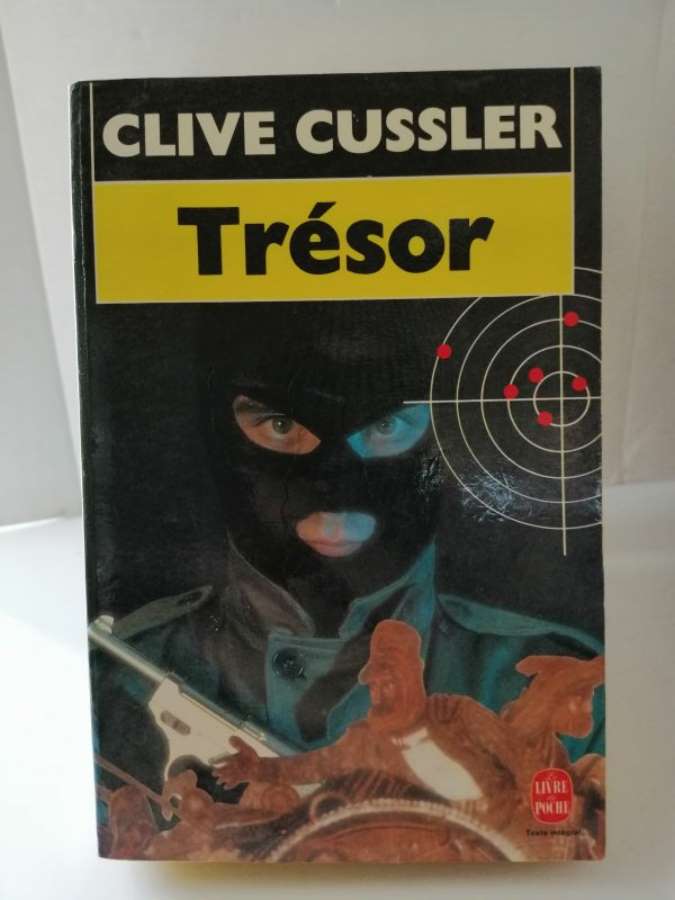 CLIVE CUSSLER
Trésor
Le
LIVRE
de
POCHE
Texte intégral